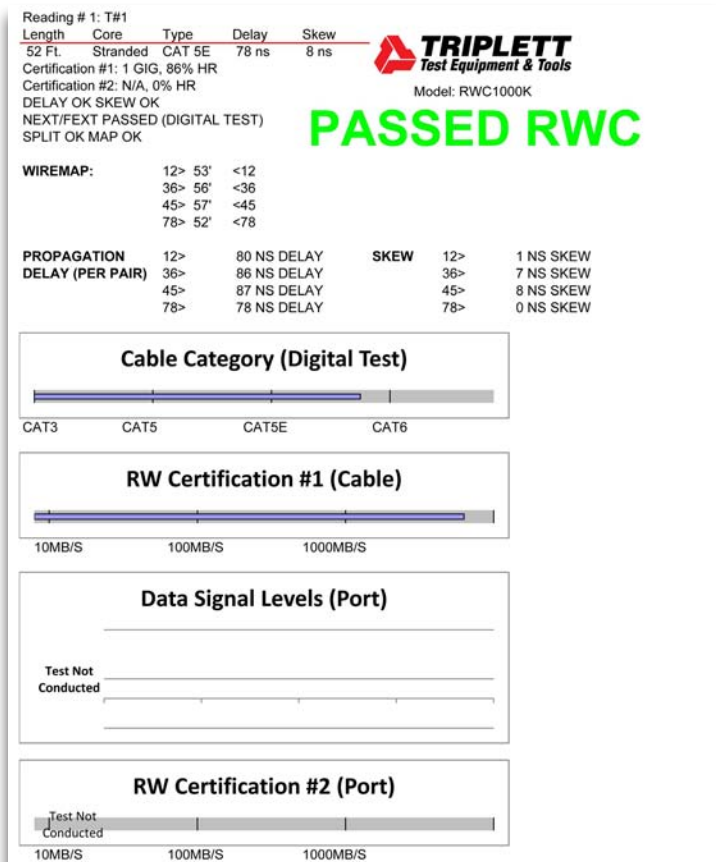 Reading # 1: T#1
Length Core Type Delay Skew
52 Ft. Stranded CAT 5E 78 ns 8 ns
Certification #1: 1 GIG, 86% HR
Certification #2: N/A, 0% HR
DELAY OK SKEW OK
NEXT/FEXT PASSED (DIGITAL TEST)
SPLIT OK MAP OK
TRIPLETT
Test Equipment & Tools
Model: RWC1000K
PASSED RWC
WIREMAP: 12> 53' <12
36> 56' <36
45> 57' <45
78> 52' <78
PROPAGATION 12> 80 NS DELAY SKEW 12> 1 NS SKEW
DELAY (PER PAIR) 36> 86 NS DELAY 36> 7 NS SKEW
45> 87 NS DELAY 45> 8 NS SKEW
78> 78 NS DELAY 78> 0 NS SKEW
Cable Category (Digital Test)
CAT3 CAT5 CAT5E CAT6
RW Certification #1 (Cable)
10MB/S 100MB/S 1000MB/S
Data Signal Levels (Port)
Test Not
Conducted
RW Certification #2 (Port)
Test Not
Conducted
10MB/S 100MB/S 1000MB/S